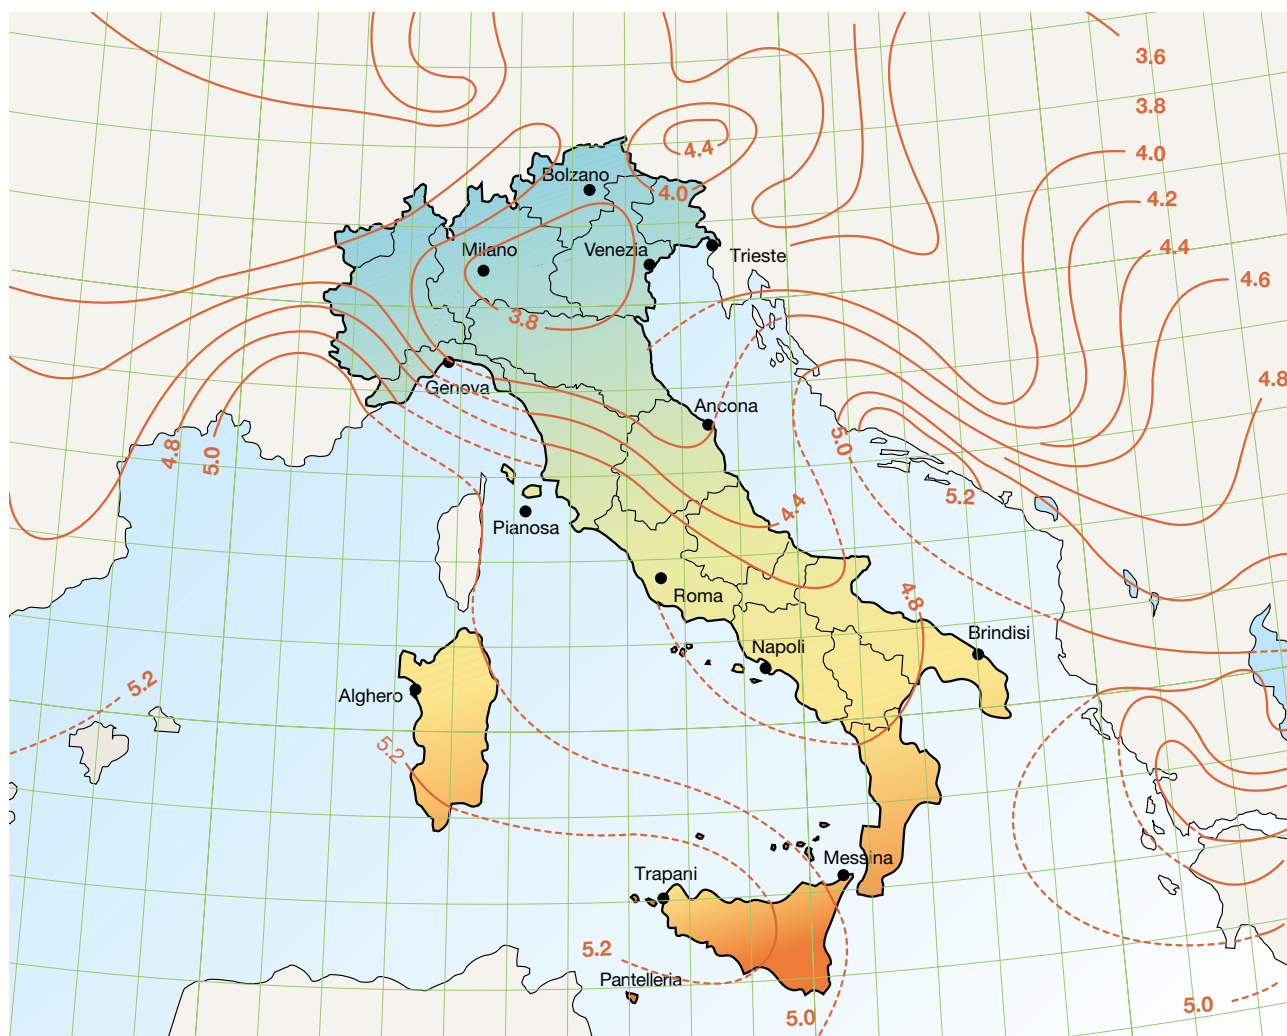 3.6
3.8
4.4
4.0
Bolzano
4.0
4.2
Milano
Venezia
Trieste
4.4
4.6
3.8
Genova
4.8
Ancona
4.8
5.0
5.0
5.2
4.4
Pianosa
Roma
4.8
Brindisi
Napoli
5.2
Alghero
5.2
Messina
Trapani
5.2
Pantelleria
5.0
5.0